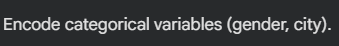 Encode categorical variables (gender, city).